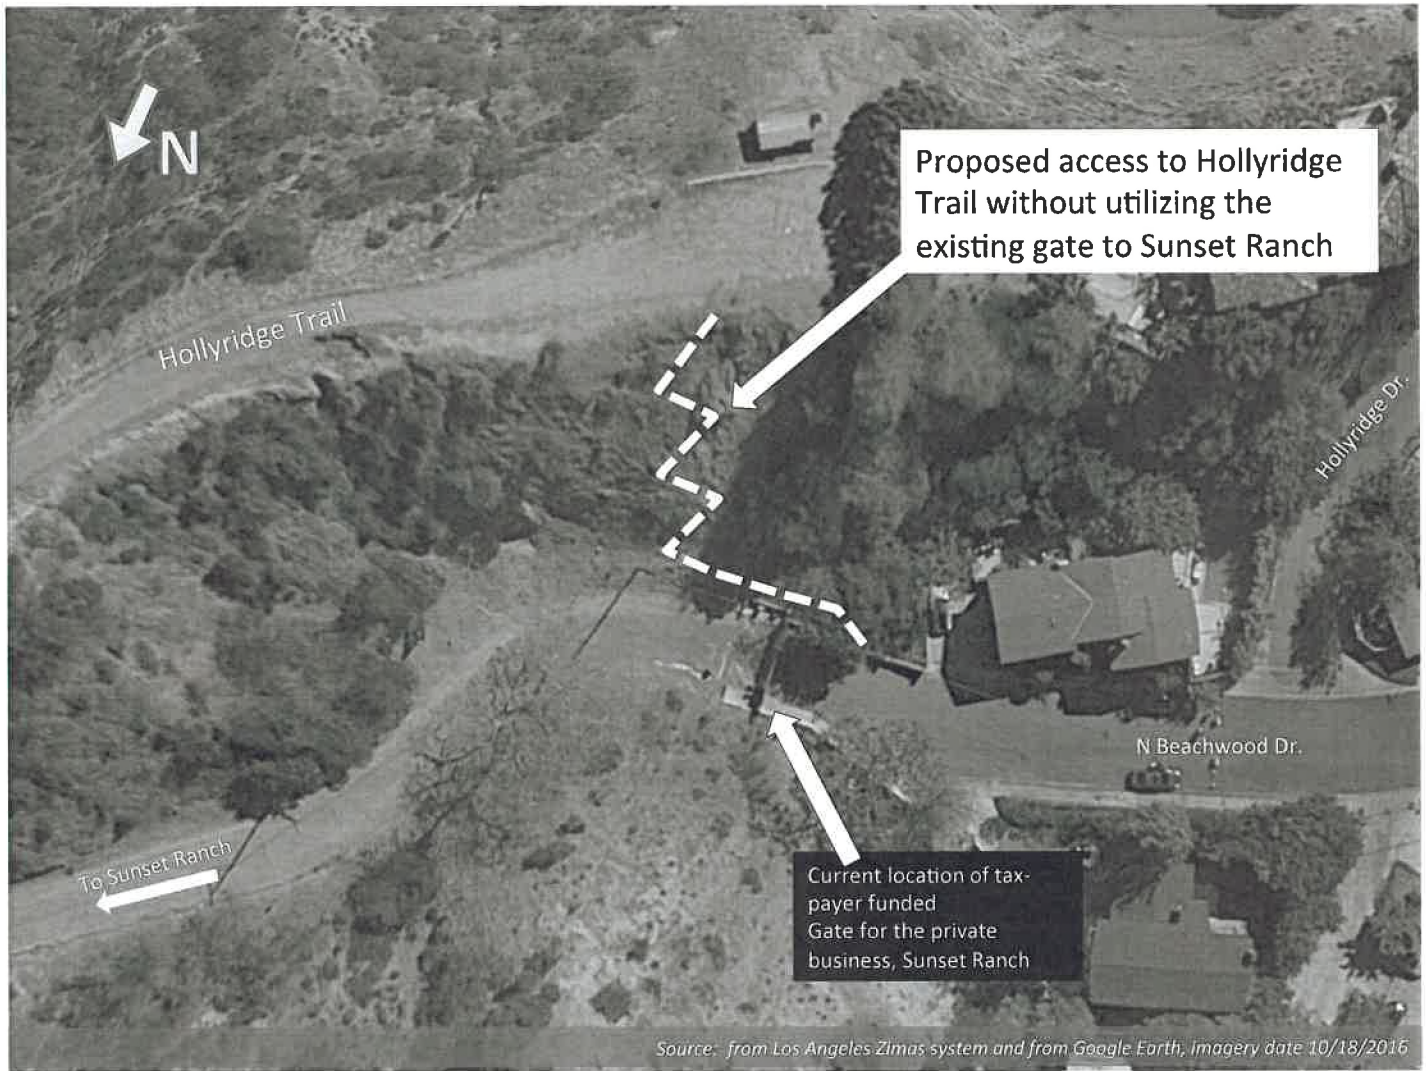 N
Proposed access to Hollyridge
Trail without utilizing the
existing gate to Sunset Ranch
Hollyridge Trail
Hollyridge Dr.
N Beachwood Dr.
To Sunset Ranch
Current location of tax-
payer funded
Gate for the private
business, Sunset Ranch
Source: from Los Angeles Zimas system and from Google Earth, imagery date 10/18/2016